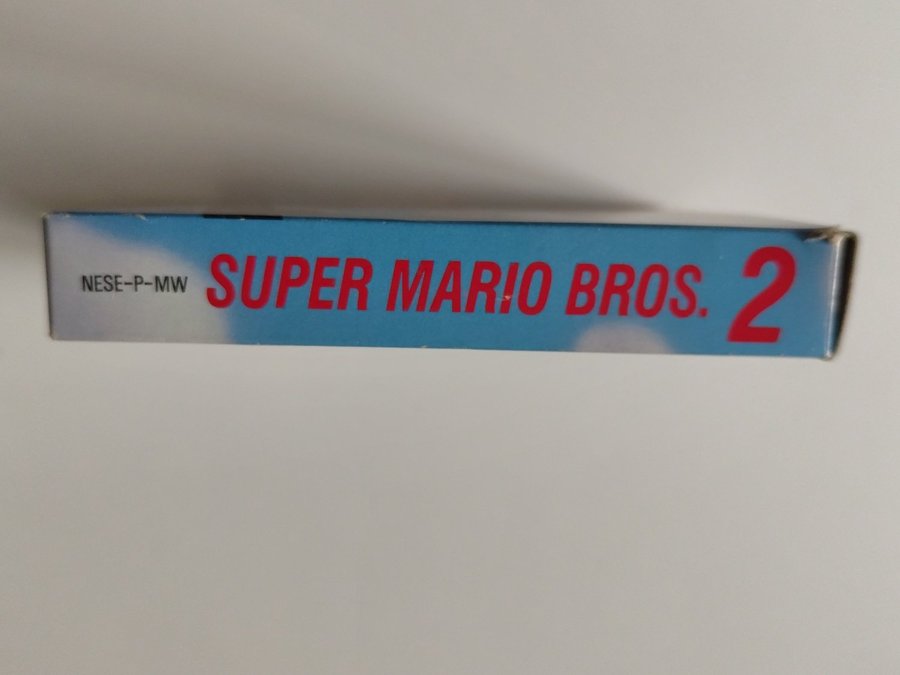 NESE-P-MW SUPER MARIO BROS. 2